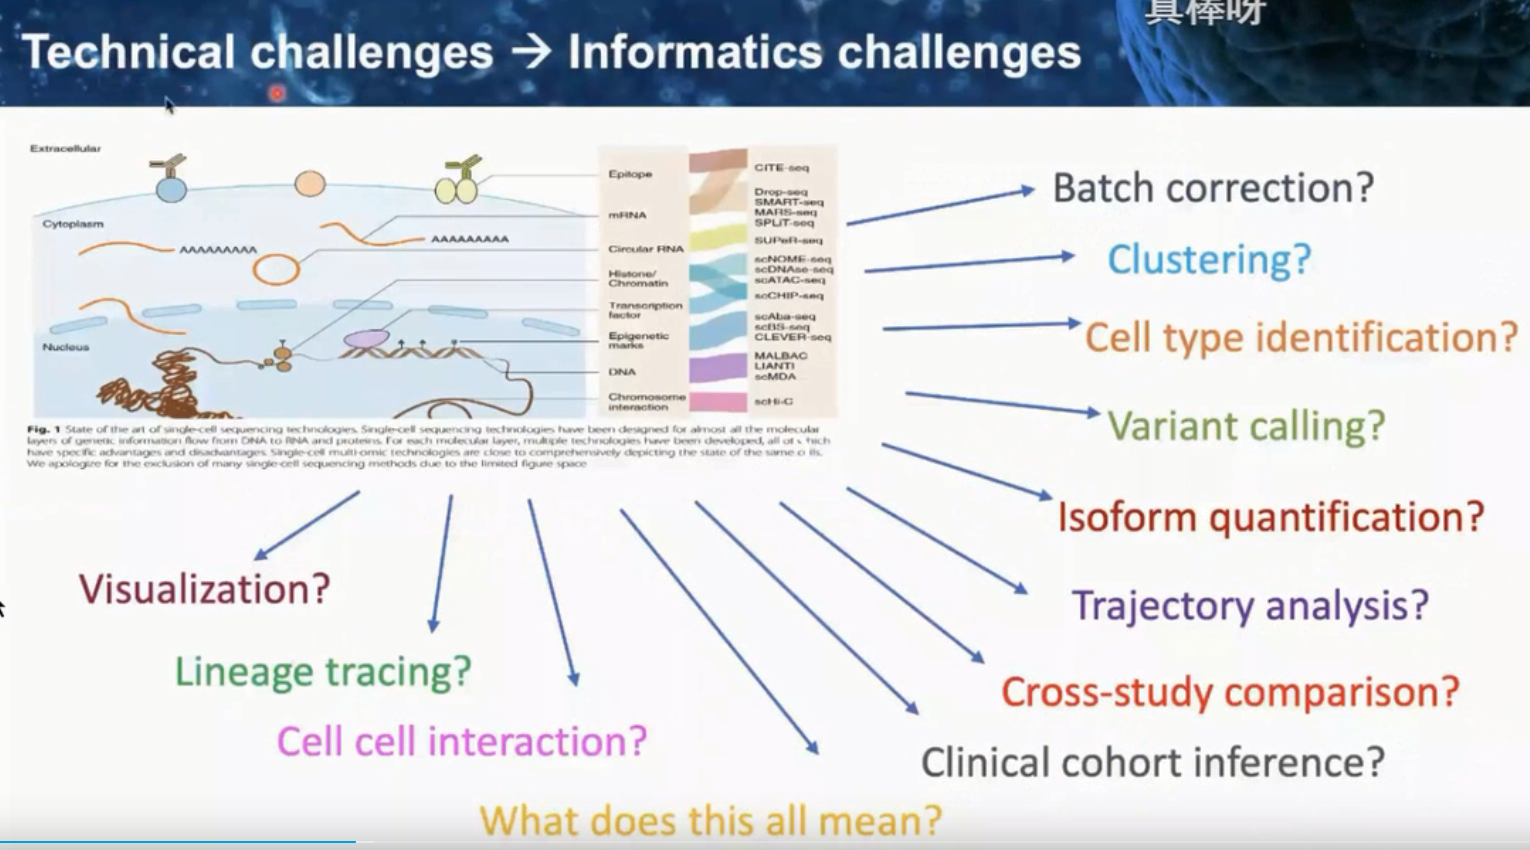 真棒呀
Technical challenges → Informatics challenges
Extracellular
Cytoplasm
AAAAAAAAA
AAAAAAAAA
Nucleus
Epitope
mRNA
Circular RNA
Histone/
Chromatin
Transcription
factor
Epigenetic
marks
DNA
Chromosome
interaction
CITE-seq
Drop-seq
SMART-seq
MARS-seq
SPLiT-seq
SUPeR-seq
scNOME-seq
scDNAse-seq
scATAC-seq
scCHIP-seq
scAba-seq
scBS-seq
CLEVER-seq
MALBAC
LIANTI
scMDA
scHi-C
Fig. 1 State of the art of single-cell sequencing technologies. Single-cell sequencing technologies have been designed for almost all the molecular
layers of genetic information flow from DNA to RNA and proteins. For each molecular layer, multiple technologies have been developed, all of which
have specific advantages and disadvantages. Single-cell multi-omic technologies are close to comprehensively depicting the state of the same
We apologize for the exclusion of many single-cell sequencing methods due to the limited figure space
Batch correction?
Clustering?
Cell type identification?
Variant calling?
Isoform quantification?
Trajectory analysis?
Cross-study comparison?
Clinical cohort inference?
Visualization?
Lineage tracing?
Cell cell interaction?
What does this all mean?